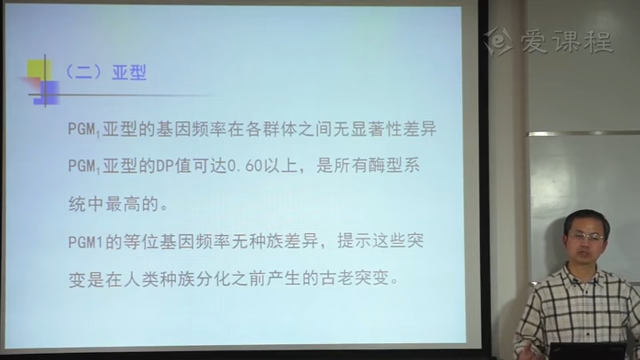 爱课程
（二）亚型
PGM₁亚型的基因频率在各群体之间无显著性差异
PGM₁亚型的DP值可达0.60以上，是所有酶型系
统中最高的。
PGM1的等位基因频率无种族差异，提示这些突
变是在人类种族分化之前产生的古老突变。